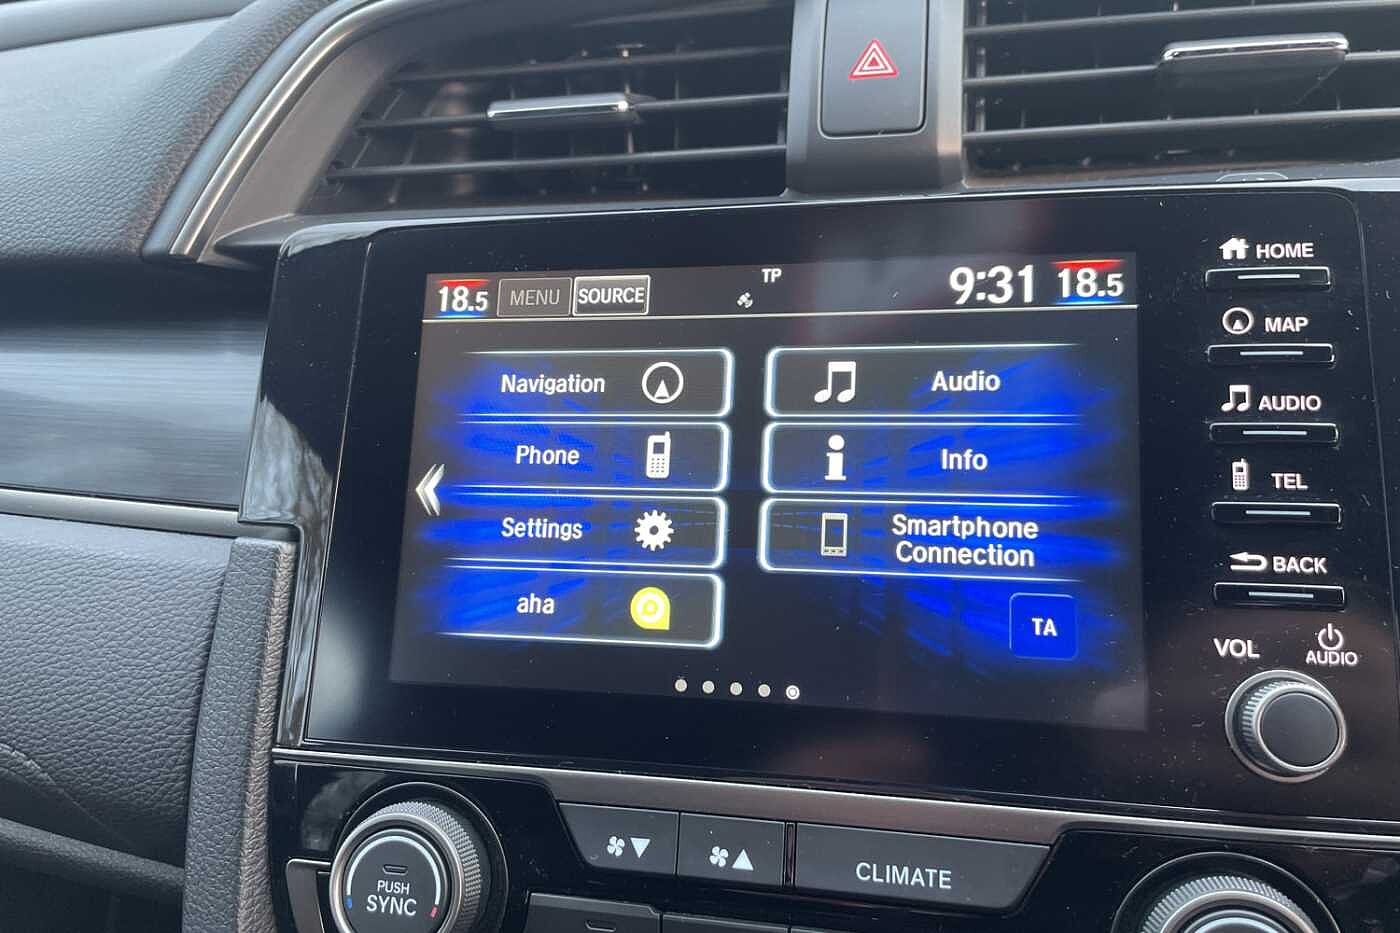 18.5 MENU SOURCE TP 9:31 18.5
Navigation
Audio
Phone
Info
Settings
Smartphone
Connection
aha
TA
HOME
MAP
AUDIO
TEL
BACK
VOL
AUDIO
PUSH
SYNC
CLIMATE